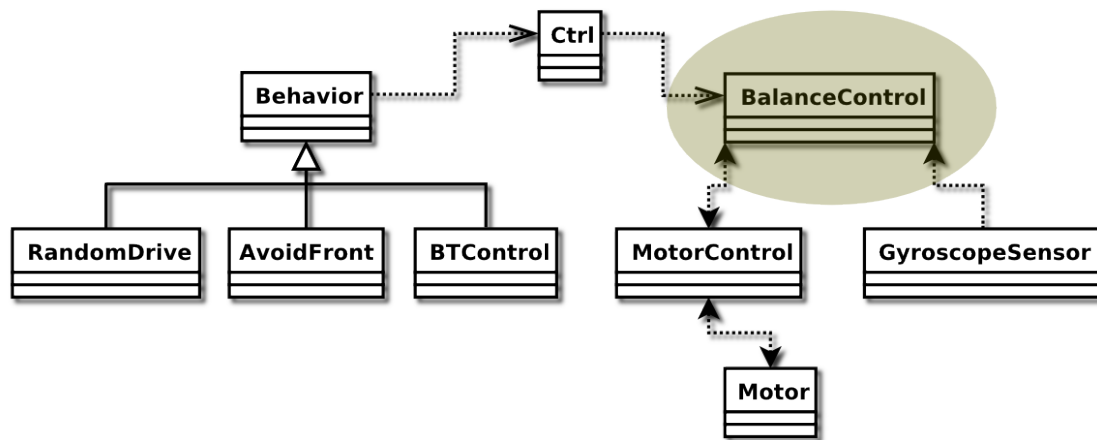 Ctrl
Behavior
BalanceControl
RandomDrive
AvoidFront
BTControl
MotorControl
GyroscopeSensor
Motor